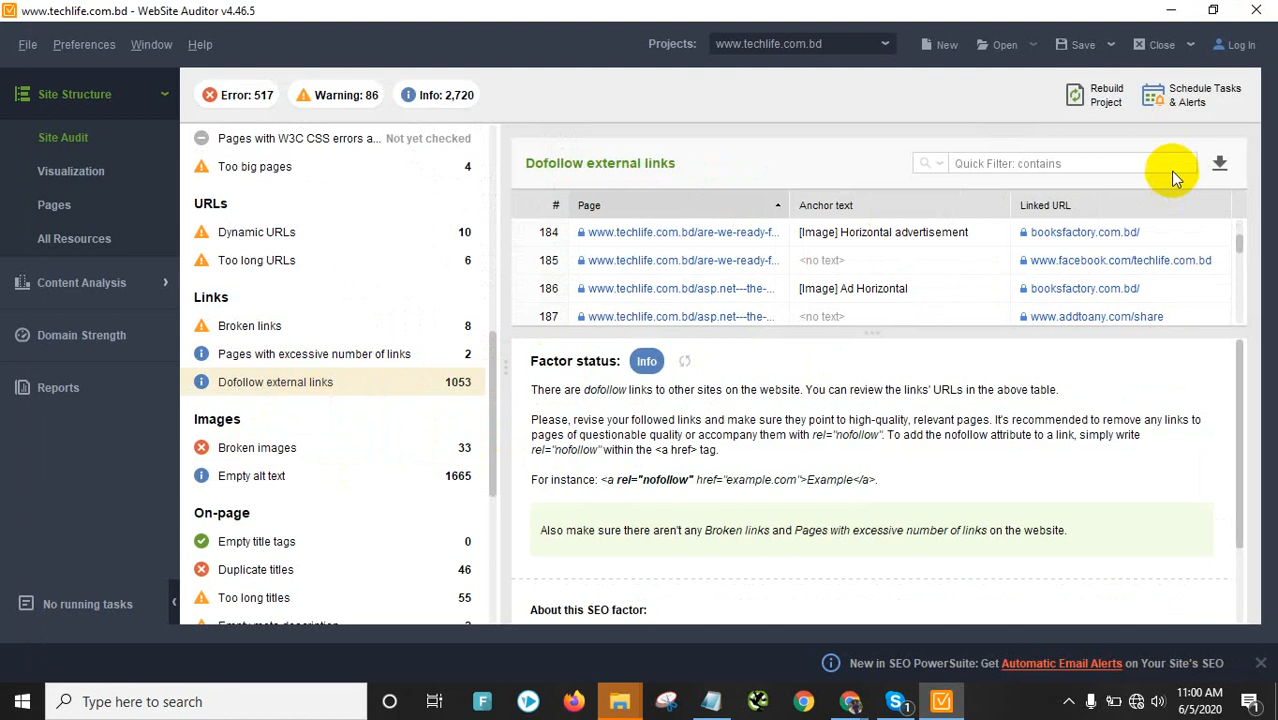 www.techlife.com.bd - WebSite Auditor v4.46.5
File Preferences Window Help
Projects: www.techlife.com.bd
New Open Save Close Log In
Site Structure
Site Audit
Visualization
Pages
All Resources
Content Analysis
Domain Strength
Reports
No running tasks
Error: 517 Warning: 86 Info: 2,720
Rebuild Project
Schedule Tasks & Alerts
Pages with W3C CSS errors a... Not yet checked
Too big pages 4
URLs
Dynamic URLs 10
Too long URLs 6
Links
Broken links 8
Pages with excessive number of links 2
Dofollow external links 1053
Images
Broken images 33
Empty alt text 1665
On-page
Empty title tags 0
Duplicate titles 46
Too long titles 55
Empty meta description
Dofollow external links
Quick Filter: contains
# Page Anchor text Linked URL
184 www.techlife.com.bd/are-we-ready-f... [Image] Horizontal advertisement booksfactory.com.bd/
185 www.techlife.com.bd/are-we-ready-f... <no text> www.facebook.com/techlife.com.bd
186 www.techlife.com.bd/asp.net---the-... [Image] Ad Horizontal booksfactory.com.bd/
187 www.techlife.com.bd/asp.net---the-... <no text> www.addtoany.com/share
Factor status: Info
There are dofollow links to other sites on the website. You can review the links' URLs in the above table.
Please, revise your followed links and make sure they point to high-quality, relevant pages. It's recommended to remove any links to
pages of questionable quality or accompany them with rel="nofollow". To add the nofollow attribute to a link, simply write
rel="nofollow" within the <a href> tag.
For instance: <a rel="nofollow" href="example.com">Example</a>.
Also make sure there aren't any Broken links and Pages with excessive number of links on the website.
About this SEO factor:
New in SEO PowerSuite: Get Automatic Email Alerts on Your Site's SEO
Type here to search
11:00 AM
6/5/2020